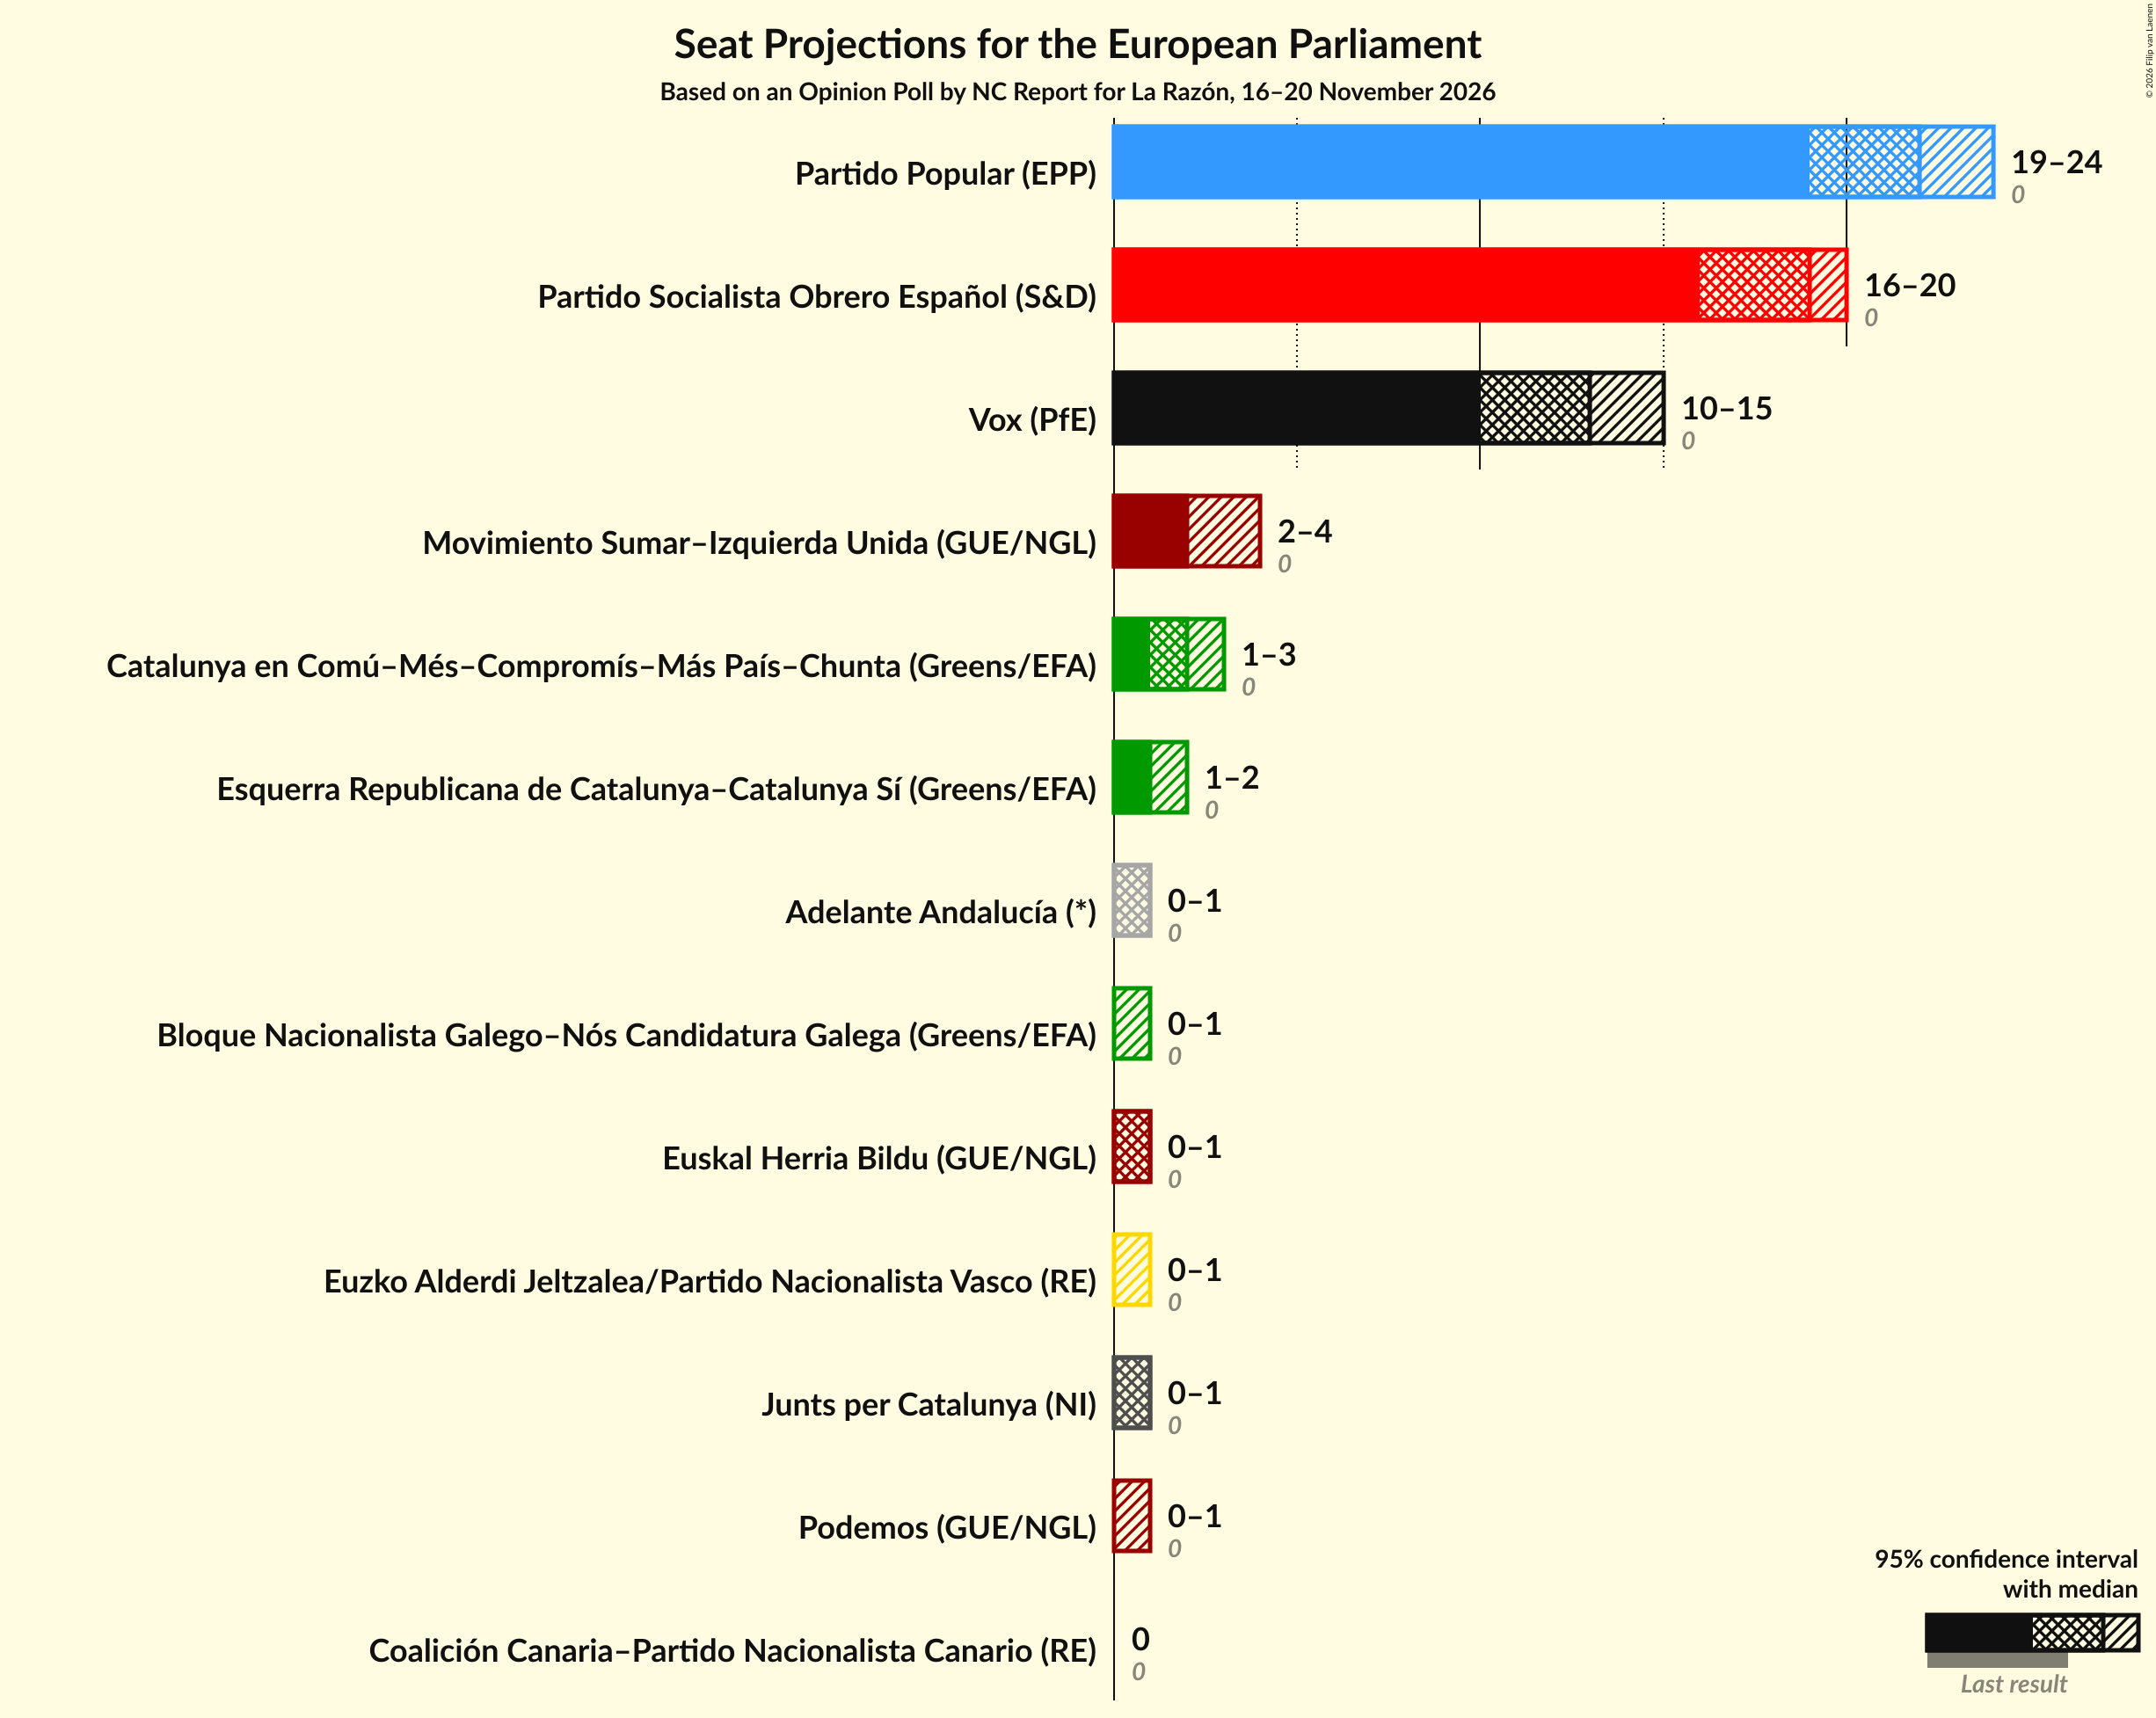 Seat Projections for the European Parliament
Based on an Opinion Poll by NC Report for La Razón, 16–20 November 2026
© 2026 Filip van Laenen
Partido Popular (EPP)
19–24
0
Partido Socialista Obrero Español (S&D)
16–20
0
Vox (PfE)
10–15
0
Movimiento Sumar–Izquierda Unida (GUE/NGL)
2–4
0
Catalunya en Comú–Més–Compromís–Más País–Chunta (Greens/EFA)
1–3
0
Esquerra Republicana de Catalunya–Catalunya Sí (Greens/EFA)
1–2
0
Adelante Andalucía (*)
0–1
0
Bloque Nacionalista Galego–Nós Candidatura Galega (Greens/EFA)
0–1
0
Euskal Herria Bildu (GUE/NGL)
0–1
0
Euzko Alderdi Jeltzalea/Partido Nacionalista Vasco (RE)
0–1
0
Junts per Catalunya (NI)
0–1
0
Podemos (GUE/NGL)
0–1
0
Coalición Canaria–Partido Nacionalista Canario (RE)
0
0
95% confidence interval
with median
Last result